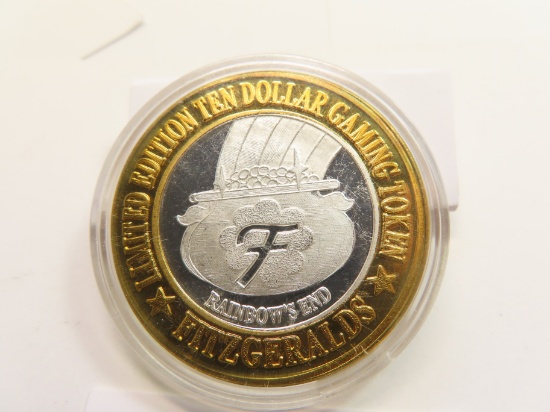 LIMITED EDITION TEN DOLLAR GAMING TOKEN
F
RAINBOW'S END
FITZGERALDS